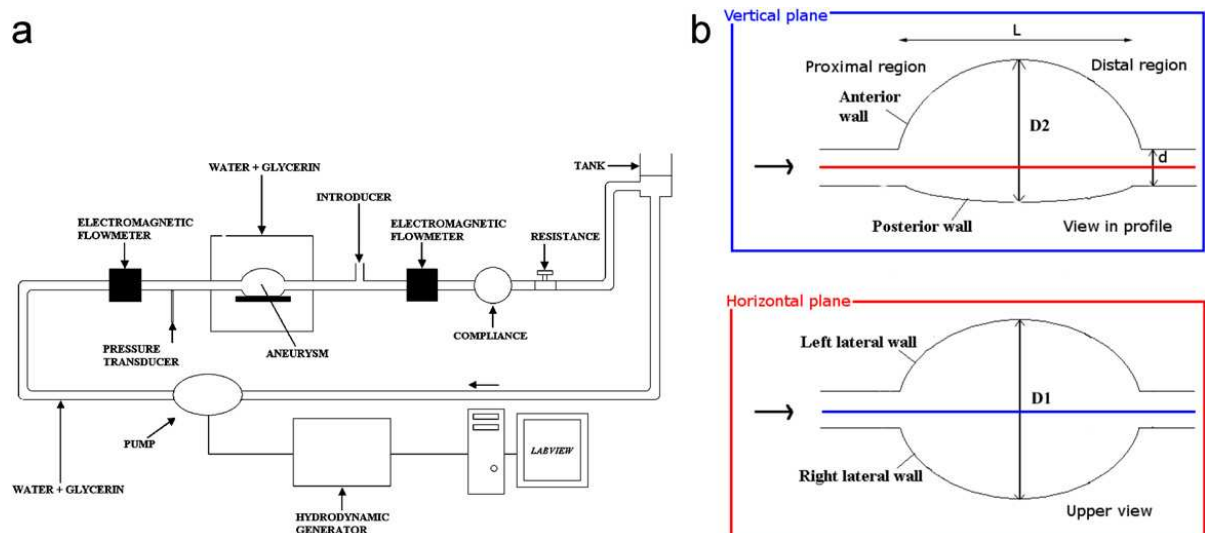 a
WATER + GLYCERIN
TANK
INTRODUCER
ELECTROMAGNETIC
FLOWMETER
ELECTROMAGNETIC
FLOWMETER
RESISTANCE
PRESSURE
TRANSDUCER
ANEURYSM
COMPLIANCE
PUMP
LABVIEW
WATER + GLYCERIN
HYDRODYNAMIC
GENERATOR
b
Vertical plane
L
Proximal region
Distal region
Anterior
wall
D2
d
Posterior wall
View in profile
Horizontal plane
Left lateral wall
D1
Right lateral wall
Upper view